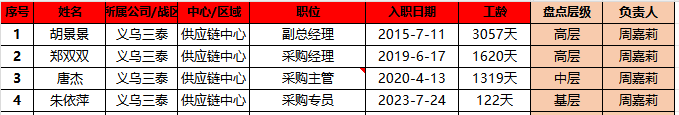 序号 姓名 所属公司/战区 中心/区域 职位 入职日期 工龄 盘点层级 负责人
1 胡景景 义乌三泰 供应链中心 副总经理 2015-7-11 3057天 高层 周嘉莉
2 郑双双 义乌三泰 供应链中心 采购经理 2019-6-17 1620天 高层 周嘉莉
3 唐杰 义乌三泰 供应链中心 采购主管 2020-4-13 1319天 中层 周嘉莉
4 朱依萍 义乌三泰 供应链中心 采购专员 2023-7-24 122天 基层 周嘉莉